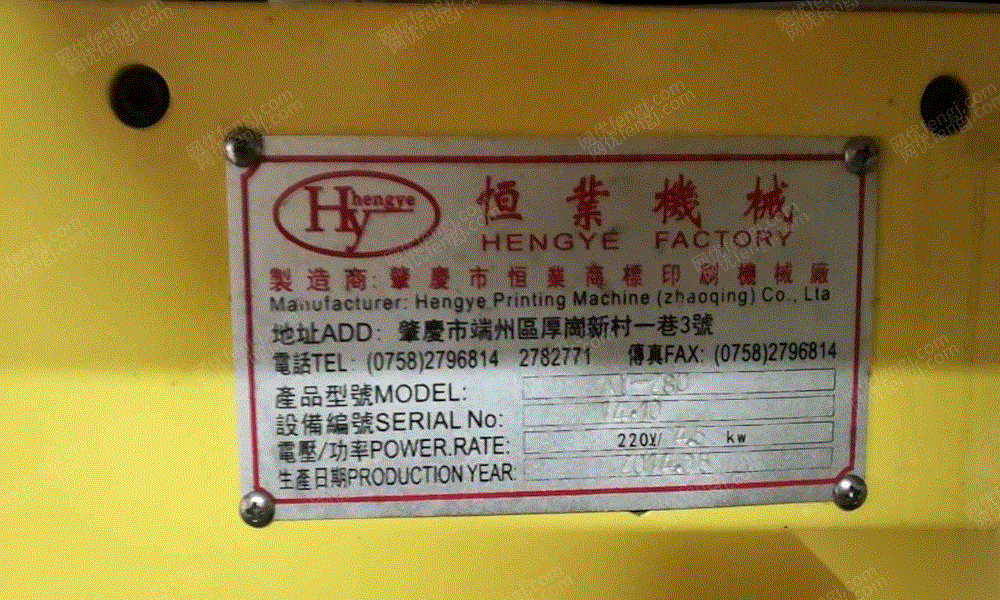 Hy hengye
恒業機械
HENGYE FACTORY
製造商:肇慶市恒業商標印刷機械廠
Manufacturer: Hengye Printing Machine (zhaoqing) Co., Lta
地址ADD: 肇慶市端州區厚崗新村一巷3號
電話TEL: (0758)2796814 2782771 傳真FAX: (0758)2796814
產品型號MODEL:
設備編號SERIAL No:
電壓/功率POWER.RATE: 220V/ kw
生產日期PRODUCTION YEAR: